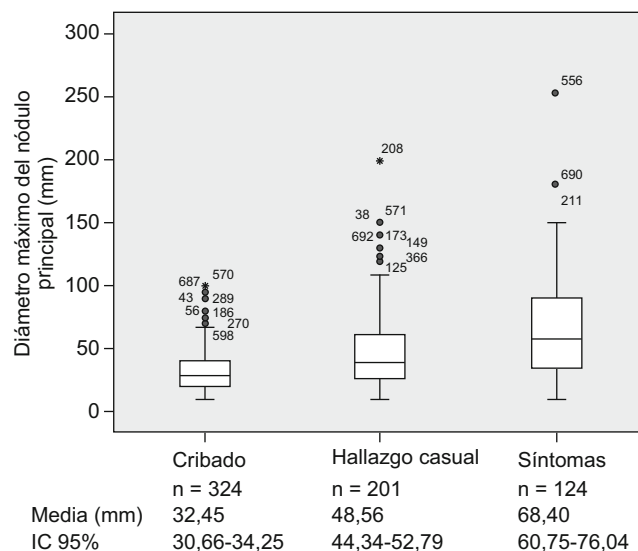 300
250
200
150
100
50
0
Diámetro máximo del nódulo
principal (mm)
687 570
43 289
56 186
270
598
208
38 571
692 173 149
366
125
556
690
211
Cribado Hallazgo casual Síntomas
n = 324 n = 201 n = 124
Media (mm) 32,45 48,56 68,40
IC 95% 30,66-34,25 44,34-52,79 60,75-76,04